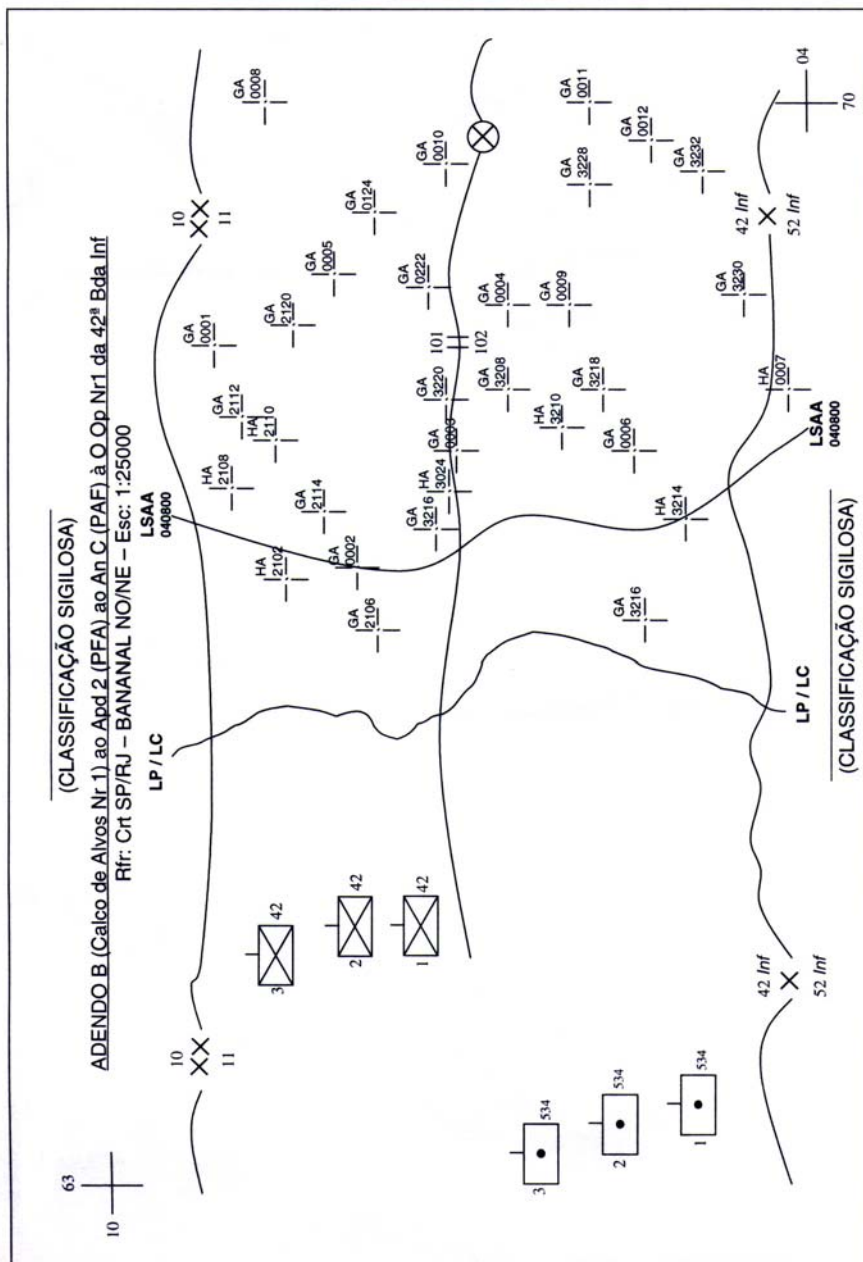 (CLASSIFICAÇÃO SIGILOSA)
ADENDO B (Calco de Alvos Nr 1) ao Apd 2 (PFA) ao An C (PAF) à O Op Nr1 da 42ª Bda Inf
Rfr: Crt SP/RJ – BANANAL NO/NE – Esc: 1:25000
63
10
10
11
10
11
LP / LC
LSAA
040800
GA
0008
GA
0001
GA
2112
HA
2110
HA
2108
GA
2120
GA
0005
GA
0124
GA
2114
HA
2102
GA
0002
GA
2106
GA
0010
GA
0222
101
102
GA
3220
GA
0003
HA
3024
GA
3216
3
42
2
42
1
42
GA
0004
GA
0009
GA
3208
HA
3210
GA
3218
GA
0006
GA
0011
GA
3228
GA
0012
GA
3232
GA
3230
HA
0007
HA
3214
GA
3216
3
534
2
534
1
534
42 Inf
52 Inf
42 Inf
52 Inf
LP / LC
LSAA
040800
04
70
(CLASSIFICAÇÃO SIGILOSA)